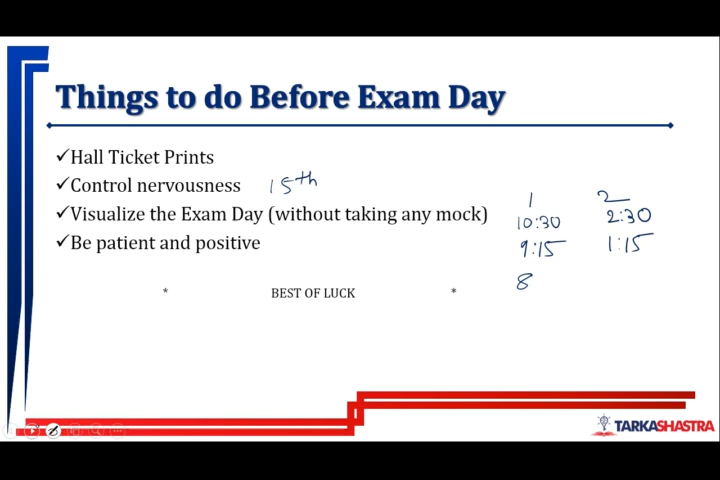 Things to do Before Exam Day
✓Hall Ticket Prints
✓Control nervousness 15th
✓Visualize the Exam Day (without taking any mock)
✓Be patient and positive
1 2
10:30 2:30
9:15 1:15
8
* BEST OF LUCK *
TARKASHASTRA